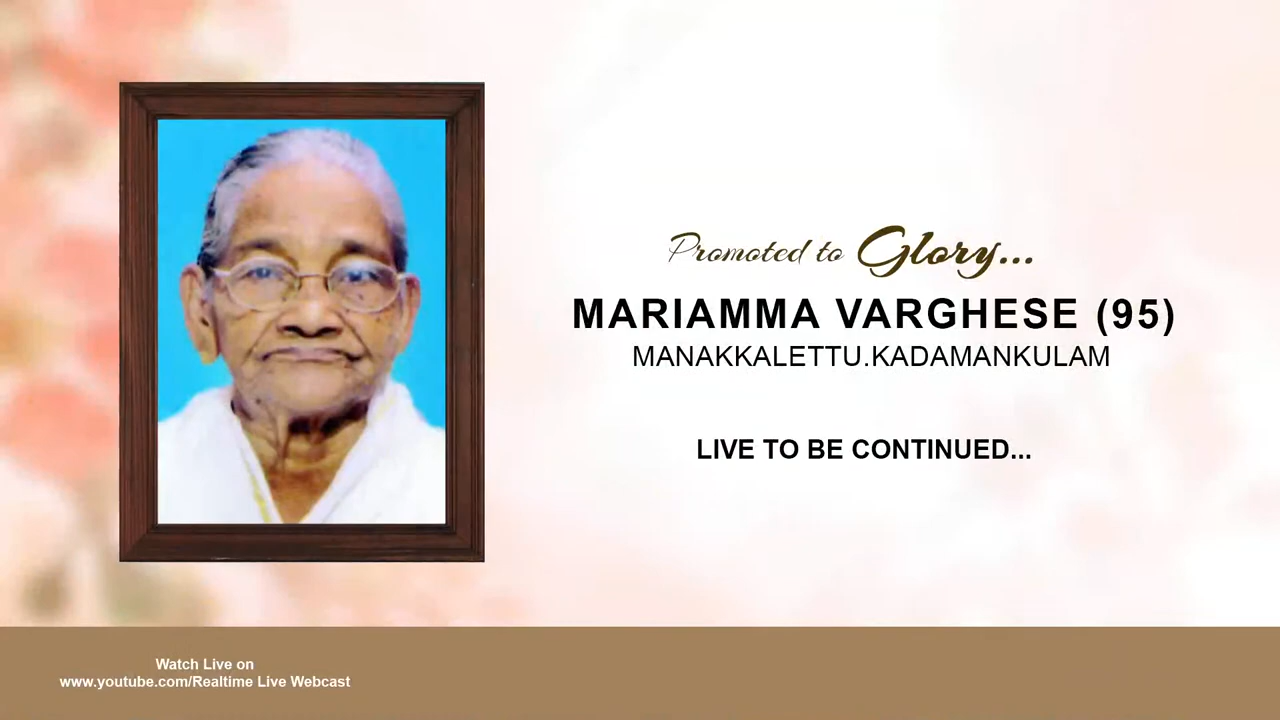 Promoted to Glory...
MARIAMMA VARGHESE (95)
MANAKKALETTU.KADAMANKULAM
LIVE TO BE CONTINUED...
Watch Live on
www.youtube.com/Realtime Live Webcast